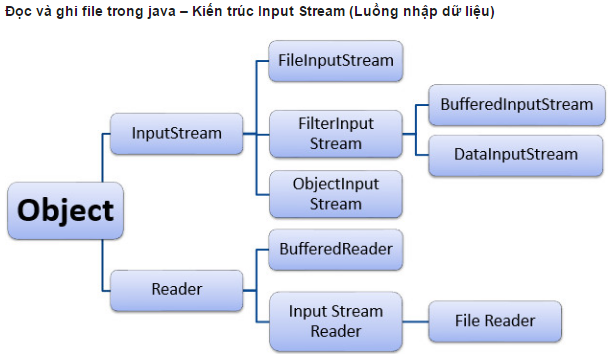 Đọc và ghi file trong java – Kiến trúc Input Stream (Luồng nhập dữ liệu)
FileInputStream
BufferedInputStream
InputStream
FilterInput
Stream
DataInputStream
ObjectInput
Stream
Object
BufferedReader
Reader
Input Stream
Reader
File Reader